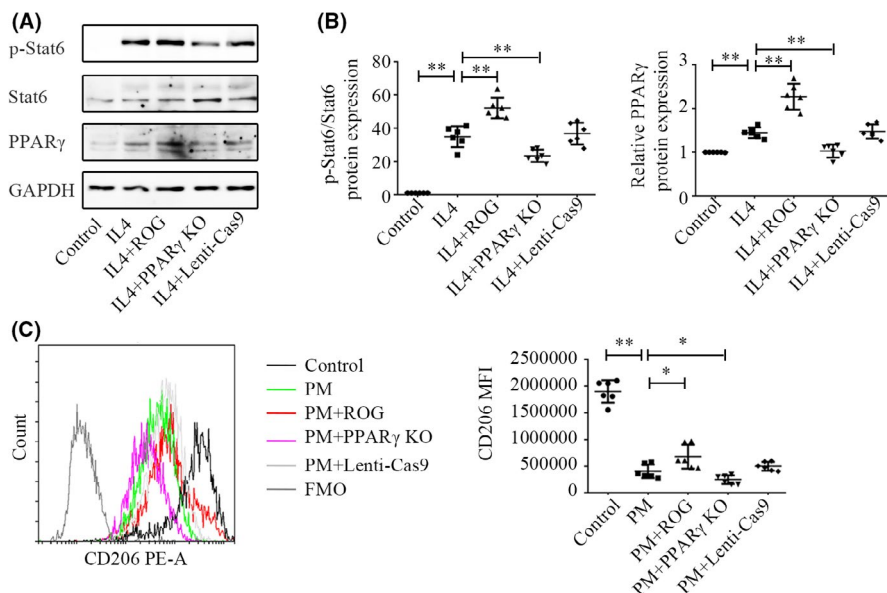 (A)
p-Stat6
Stat6
PPARγ
GAPDH
Control
IL4
IL4+ROG
IL4+PPARγ KO
IL4+Lenti-Cas9
(B)
p-Stat6/Stat6
protein expression
80
60
40
20
0
**
**
**
Control
IL4
IL4+ROG
IL4+PPARγ KO
IL4+Lenti-Cas9
Relative PPARγ
protein expression
3
2
1
0
**
**
**
Control
IL4
IL4+ROG
IL4+PPARγ KO
IL4+Lenti-Cas9
(C)
Count
CD206 PE-A
Control
PM
PM+ROG
PM+PPARγ KO
PM+Lenti-Cas9
FMO
CD206 MFI
2500000
2000000
1500000
1000000
500000
0
**
*
*
Control
PM
PM+ROG
PM+PPARγ KO
PM+Lenti-Cas9